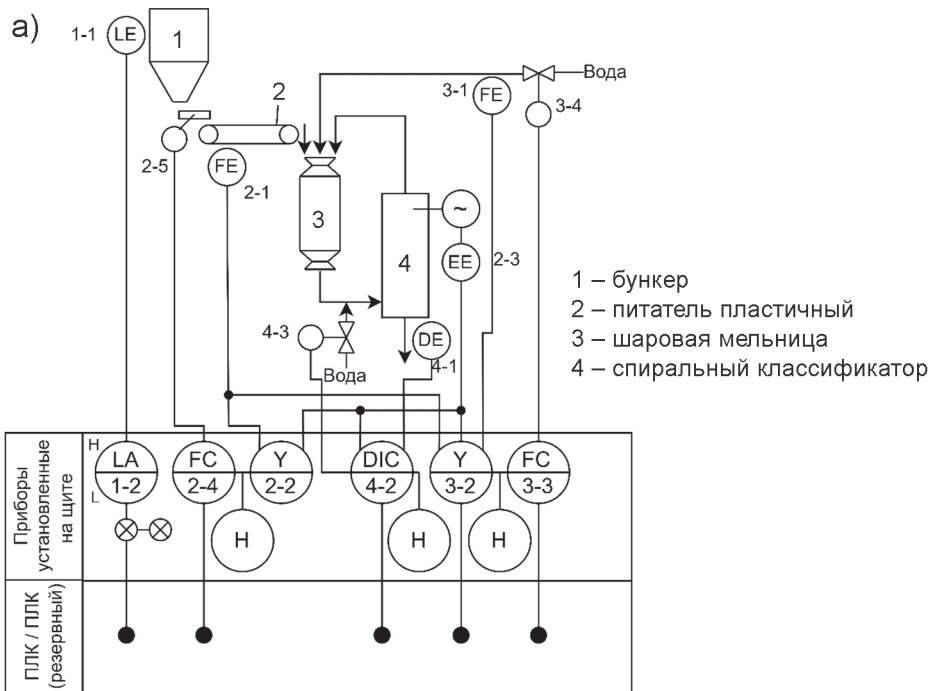 а)
1-1
LE
1
2
2-5
FE
2-1
3
4
~
EE
2-3
3-1
FE
Вода
3-4
4-3
Вода
DE
4-1
1 – бункер
2 – питатель пластичный
3 – шаровая мельница
4 – спиральный классификатор
Приборы
установленные
на щите
H
L
LA
1-2
FC
2-4
Y
2-2
DIC
4-2
Y
3-2
FC
3-3
H
H
H
ПЛК / ПЛК
(резервный)